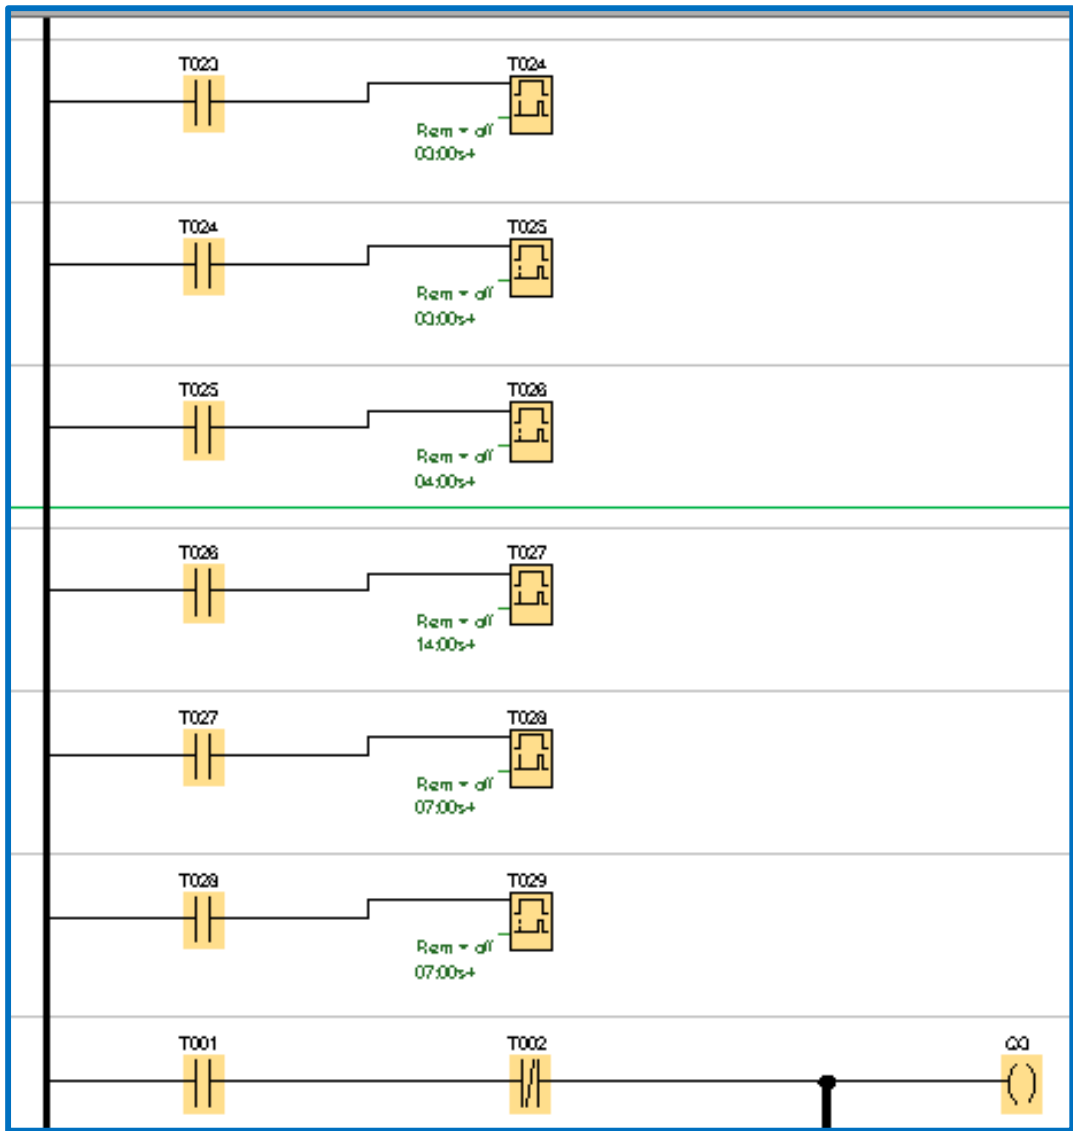 T023 T024
Rem = off
03:00s+
T024 T025
Rem = off
03:00s+
T025 T026
Rem = off
04:00s+
T026 T027
Rem = off
14:00s+
T027 T028
Rem = off
07:00s+
T028 T029
Rem = off
07:00s+
T001 T002 Q3